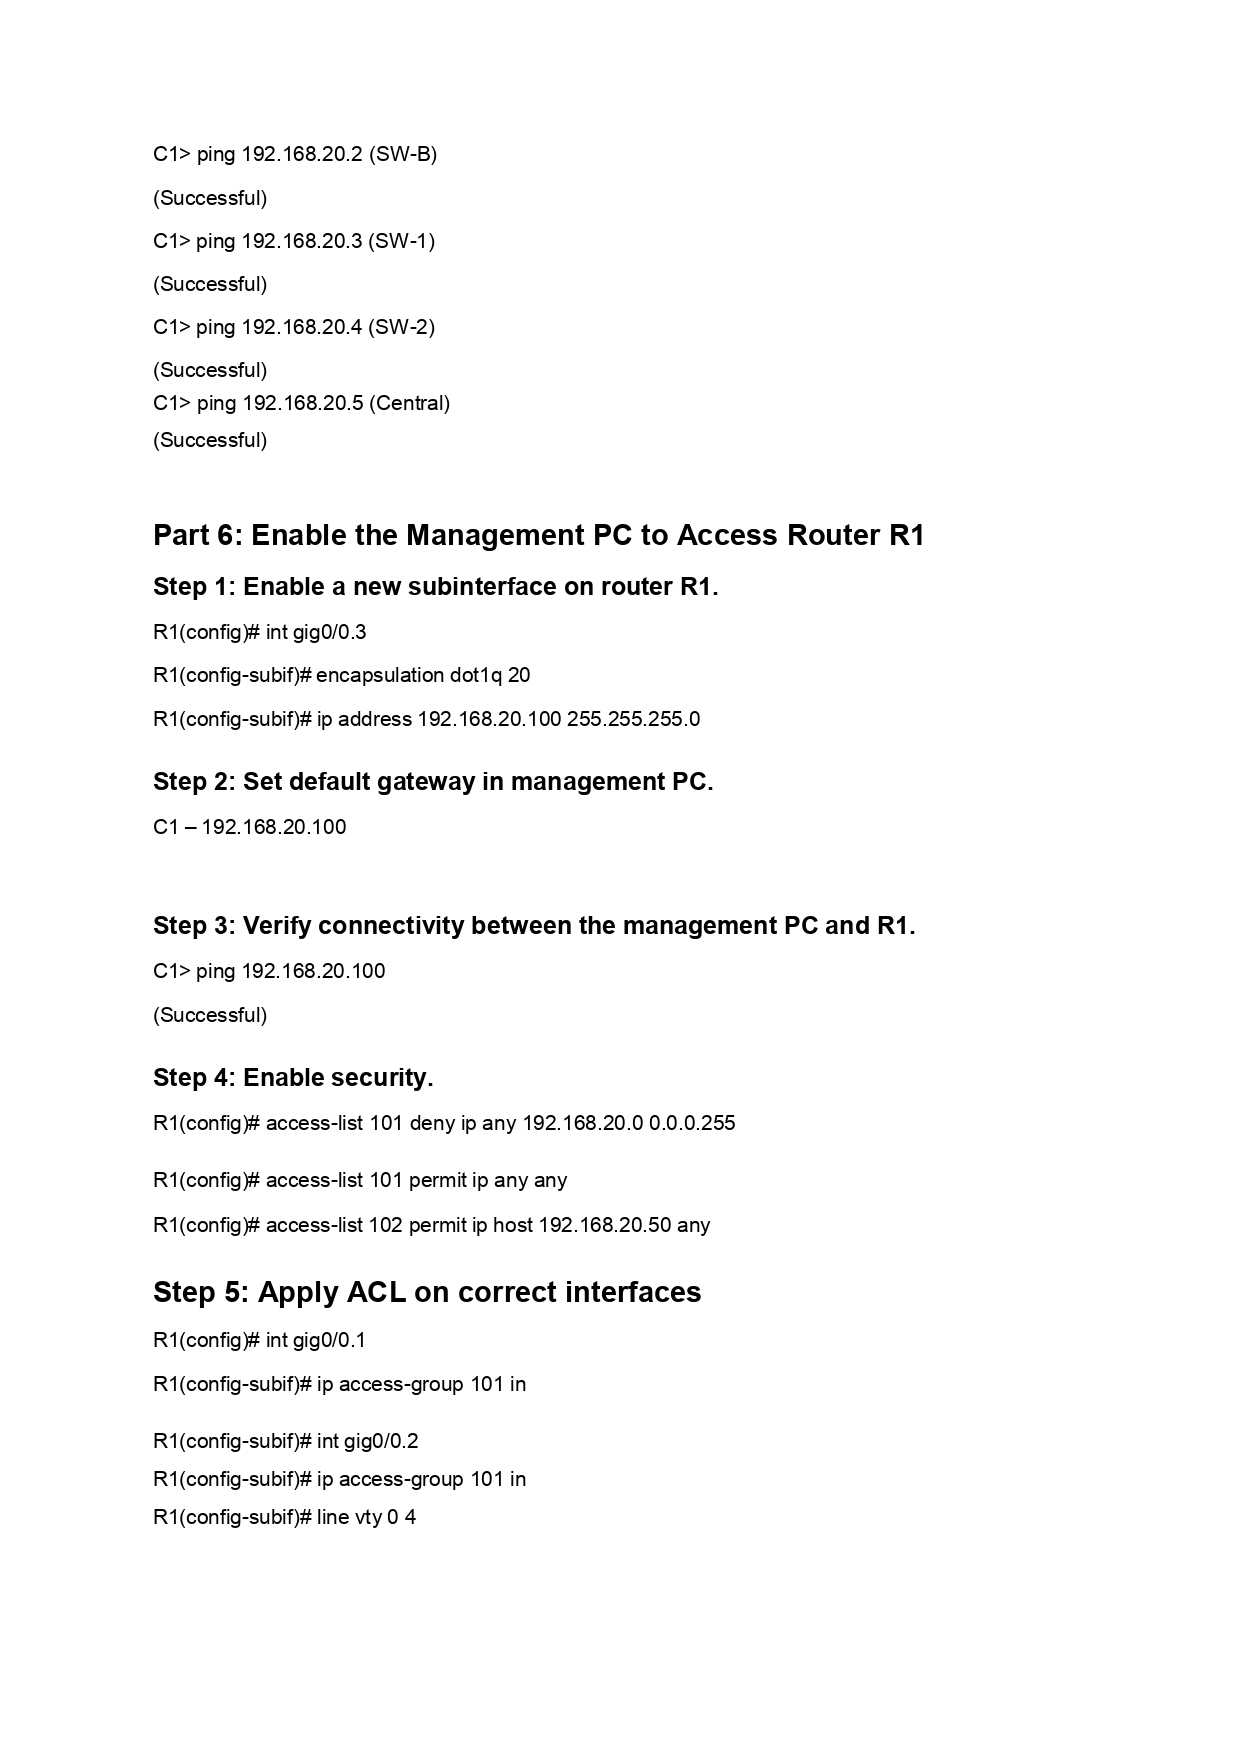 C1> ping 192.168.20.2 (SW-B)
(Successful)
C1> ping 192.168.20.3 (SW-1)
(Successful)
C1> ping 192.168.20.4 (SW-2)
(Successful)
C1> ping 192.168.20.5 (Central)
(Successful)
Part 6: Enable the Management PC to Access Router R1
Step 1: Enable a new subinterface on router R1.
R1(config)# int gig0/0.3
R1(config-subif)# encapsulation dot1q 20
R1(config-subif)# ip address 192.168.20.100 255.255.255.0
Step 2: Set default gateway in management PC.
C1 – 192.168.20.100
Step 3: Verify connectivity between the management PC and R1.
C1> ping 192.168.20.100
(Successful)
Step 4: Enable security.
R1(config)# access-list 101 deny ip any 192.168.20.0 0.0.0.255
R1(config)# access-list 101 permit ip any any
R1(config)# access-list 102 permit ip host 192.168.20.50 any
Step 5: Apply ACL on correct interfaces
R1(config)# int gig0/0.1
R1(config-subif)# ip access-group 101 in
R1(config-subif)# int gig0/0.2
R1(config-subif)# ip access-group 101 in
R1(config-subif)# line vty 0 4